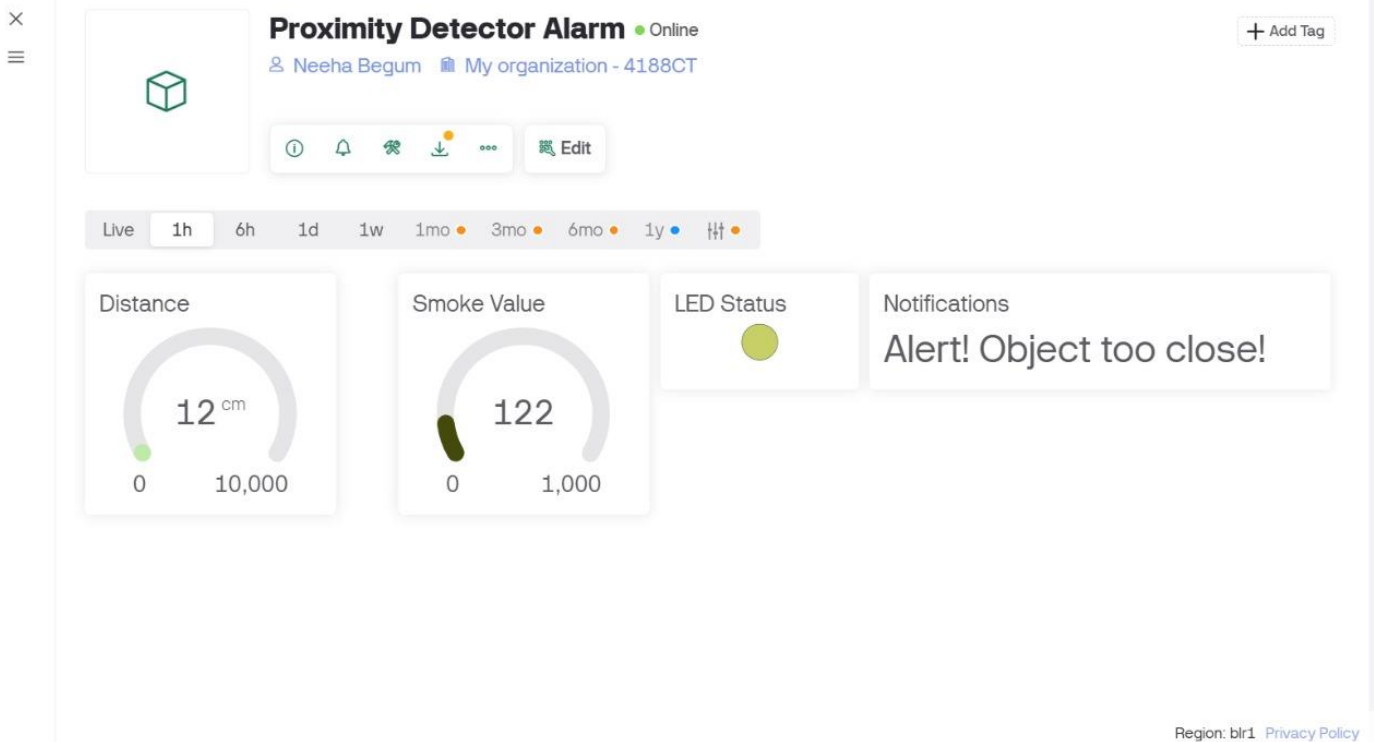 Proximity Detector Alarm Online
Neeha Begum My organization - 4188CT
Add Tag
Edit
Live 1h 6h 1d 1w 1mo 3mo 6mo 1y
Distance
12 cm
0 10,000
Smoke Value
122
0 1,000
LED Status
Notifications
Alert! Object too close!
Region: blr1 Privacy Policy